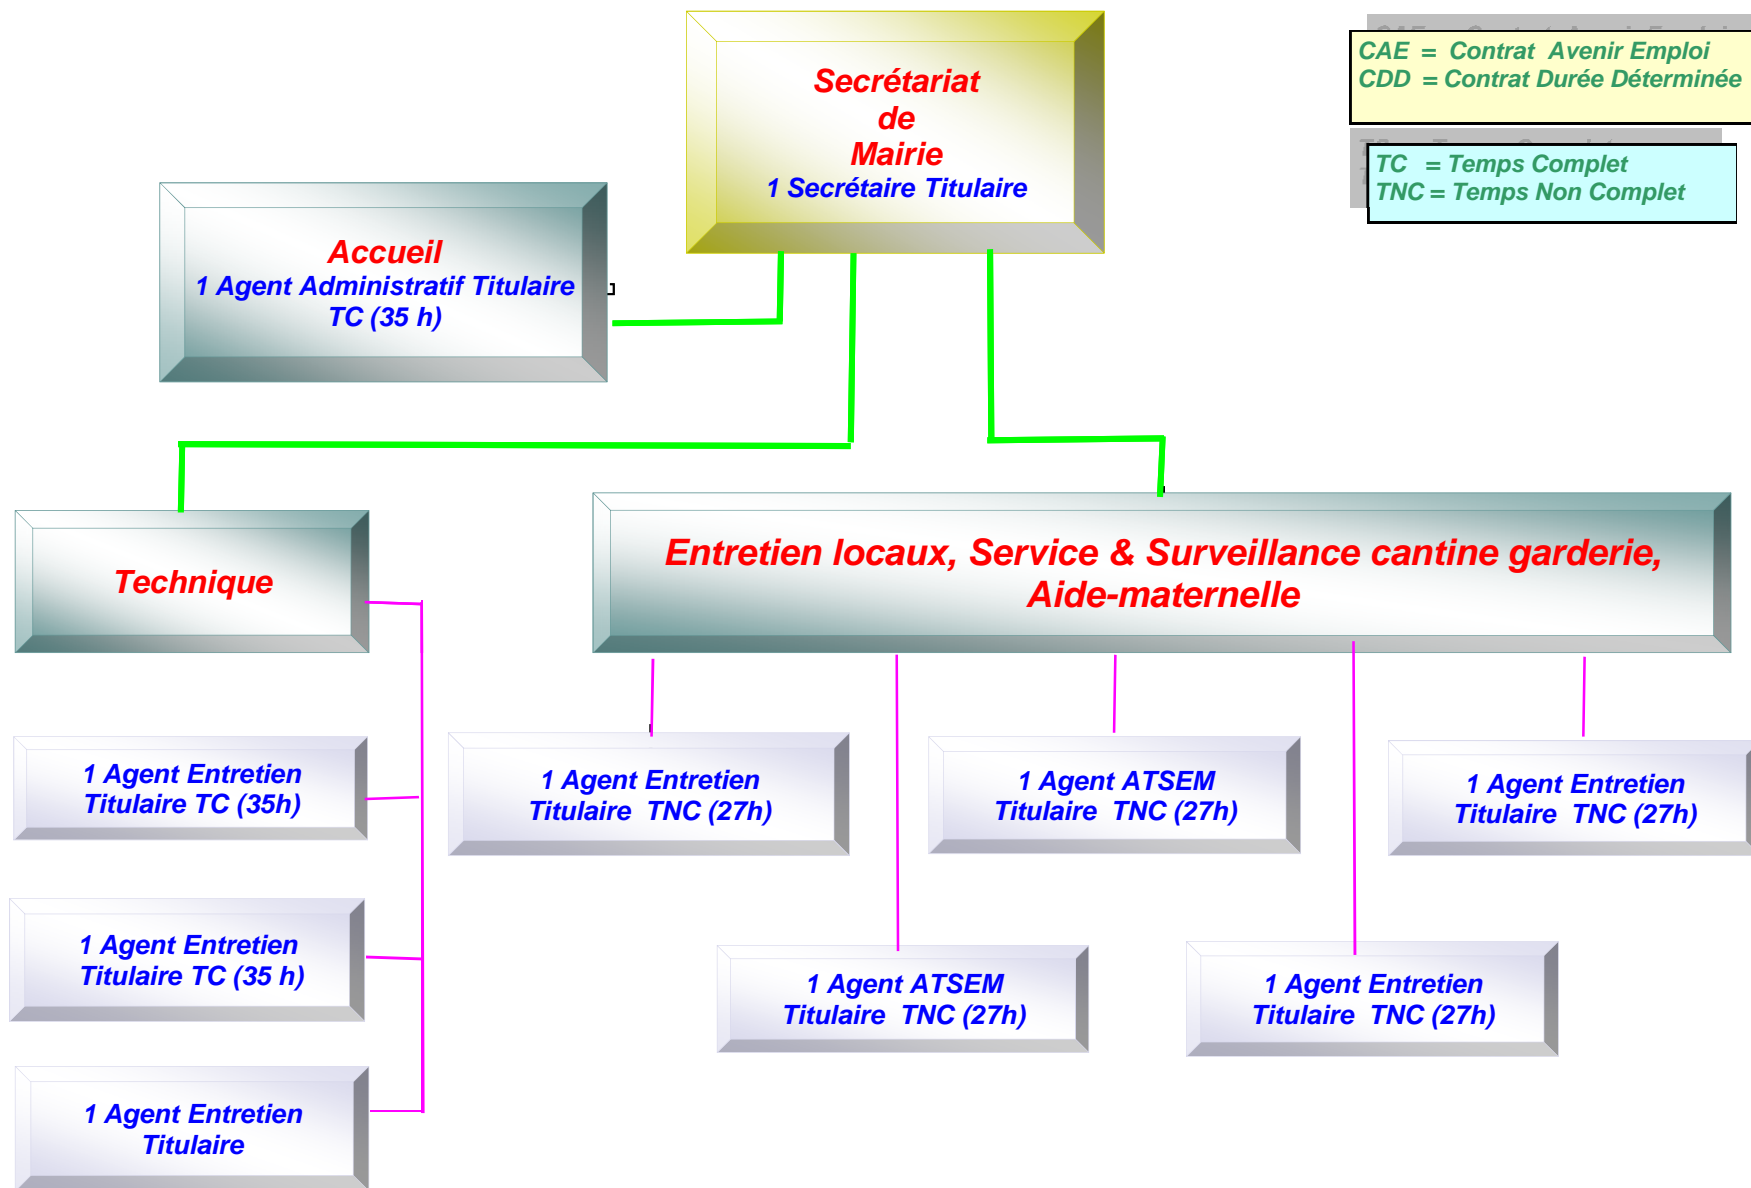 Secrétariat
de
Mairie
1 Secrétaire Titulaire
CAE = Contrat Avenir Emploi
CDD = Contrat Durée Déterminée
TC = Temps Complet
TNC = Temps Non Complet
Accueil
1 Agent Administratif Titulaire
TC (35 h)
Technique
Entretien locaux, Service & Surveillance cantine garderie,
Aide-maternelle
1 Agent Entretien
Titulaire TC (35h)
1 Agent Entretien
Titulaire TNC (27h)
1 Agent ATSEM
Titulaire TNC (27h)
1 Agent Entretien
Titulaire TNC (27h)
1 Agent Entretien
Titulaire TC (35 h)
1 Agent ATSEM
Titulaire TNC (27h)
1 Agent Entretien
Titulaire TNC (27h)
1 Agent Entretien
Titulaire